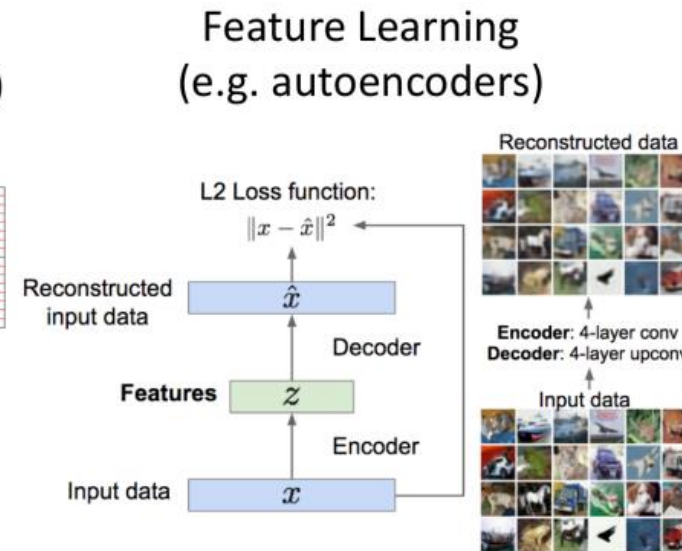 )
Feature Learning
(e.g. autoencoders)
Reconstructed data
L2 Loss function:
‖x − x̂‖²
Reconstructed
input data
x̂
Decoder
Encoder: 4-layer conv
Decoder: 4-layer upconv
Features
z
Input data
Encoder
Input data
x